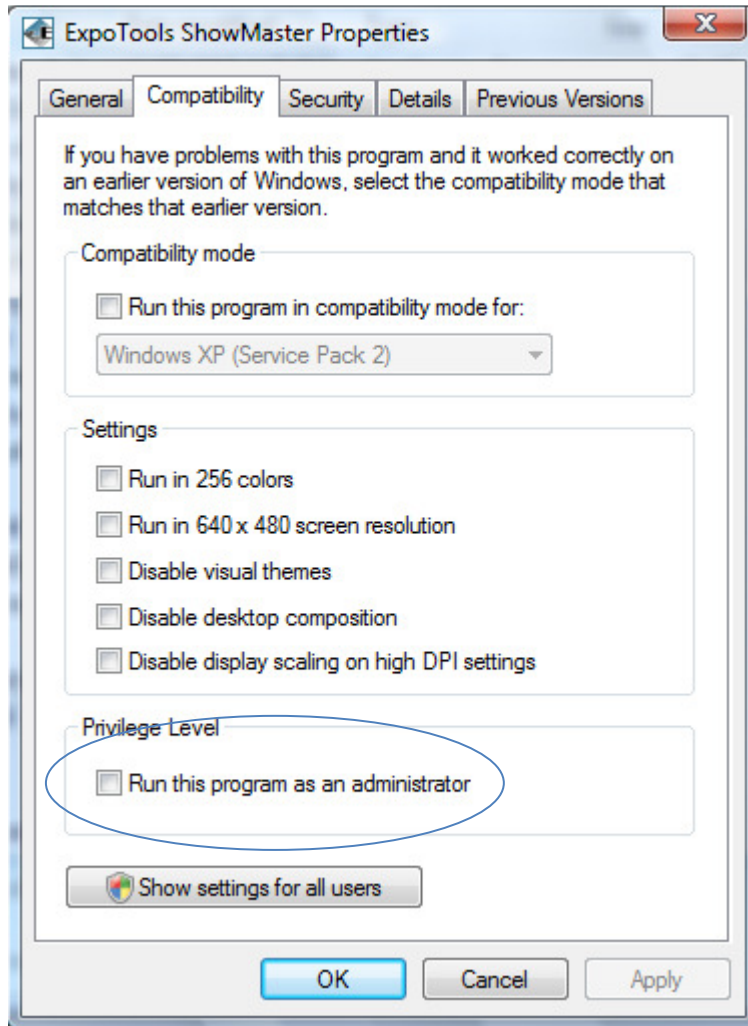 ExpoTools ShowMaster Properties
General Compatibility Security Details Previous Versions
If you have problems with this program and it worked correctly on
an earlier version of Windows, select the compatibility mode that
matches that earlier version.
Compatibility mode
Run this program in compatibility mode for:
Windows XP (Service Pack 2)
Settings
Run in 256 colors
Run in 640 x 480 screen resolution
Disable visual themes
Disable desktop composition
Disable display scaling on high DPI settings
Privilege Level
Run this program as an administrator
Show settings for all users
OK Cancel Apply